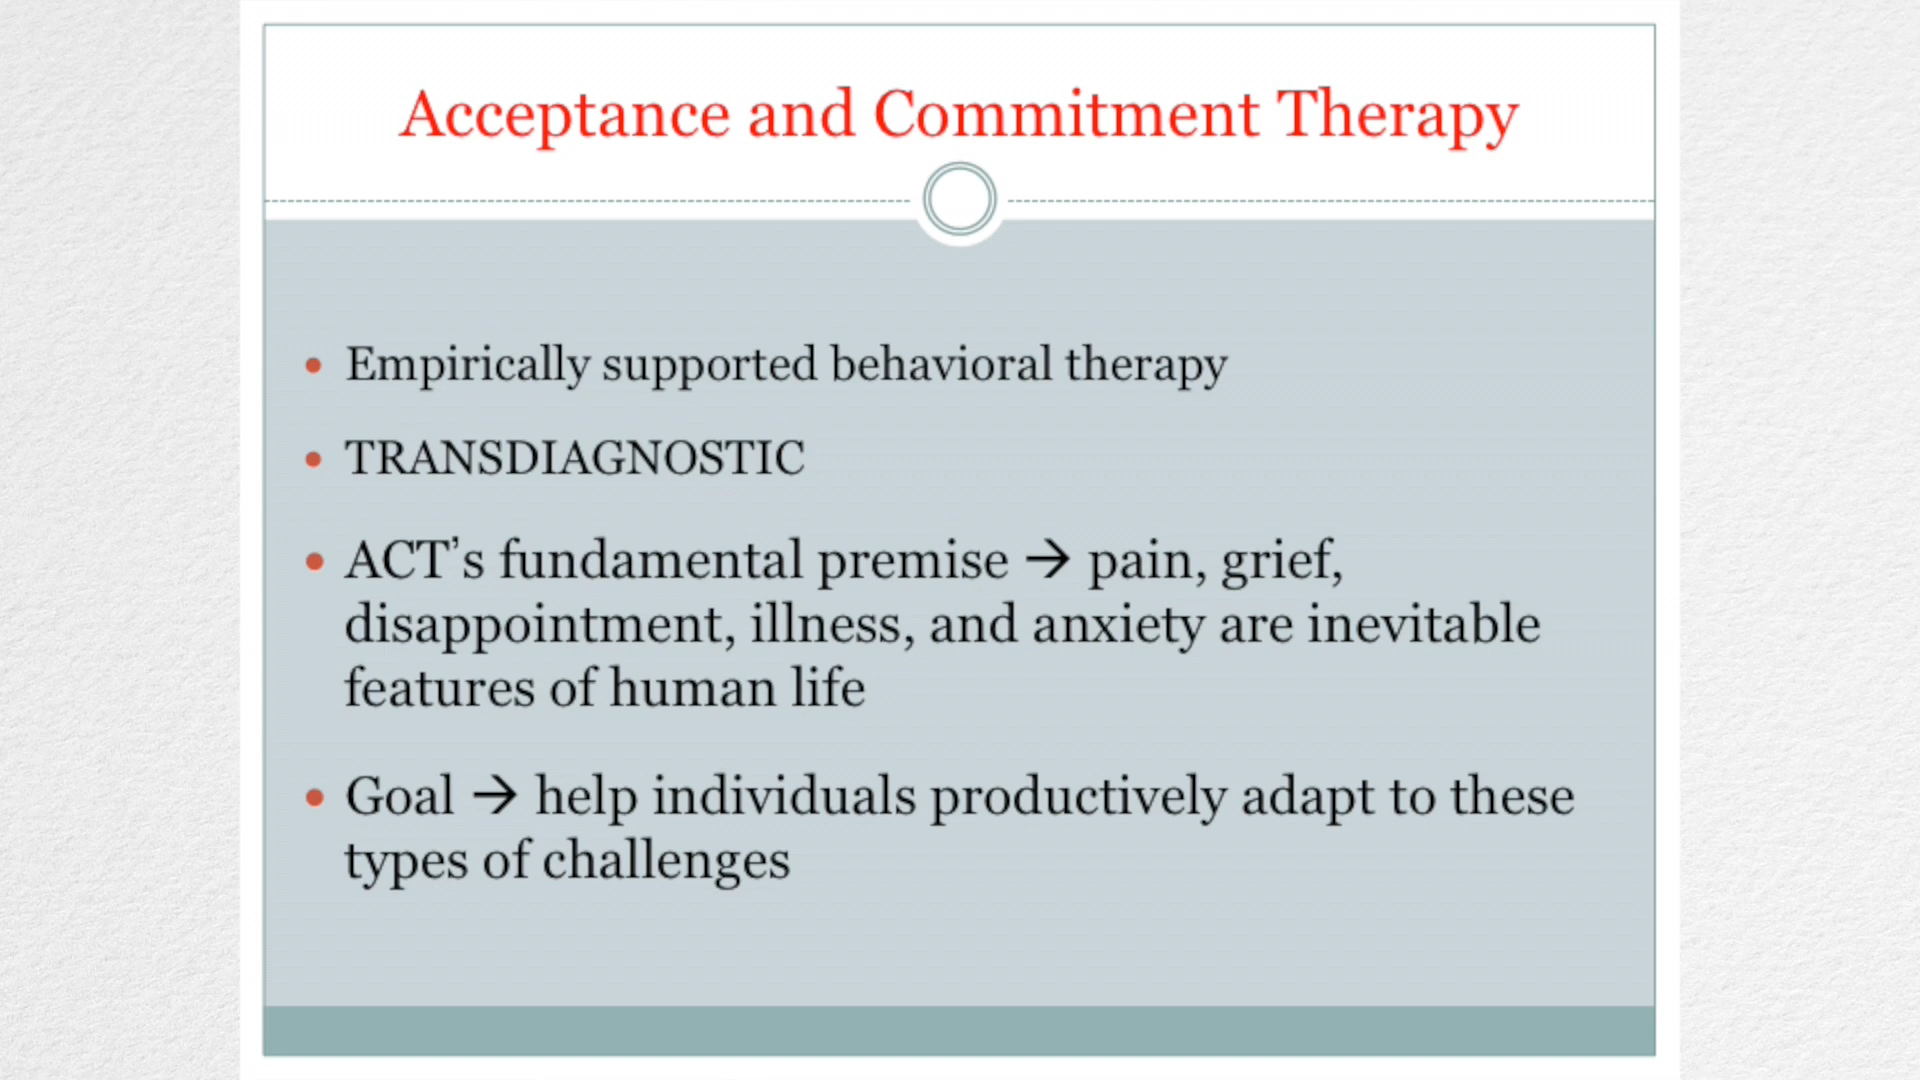 Acceptance and Commitment Therapy
• Empirically supported behavioral therapy
• TRANSDIAGNOSTIC
• ACT’s fundamental premise → pain, grief,
disappointment, illness, and anxiety are inevitable
features of human life
• Goal → help individuals productively adapt to these
types of challenges